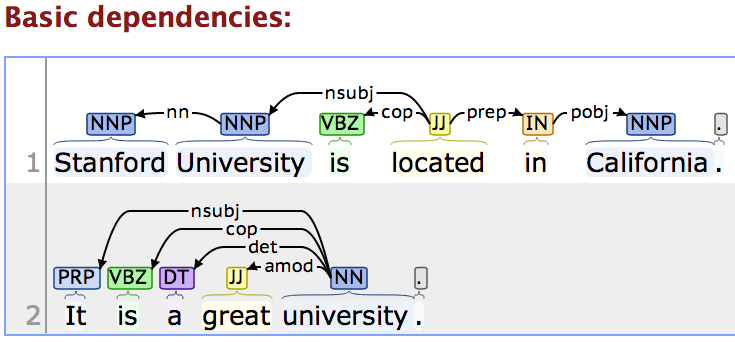 Basic dependencies:
nsubj
nn cop prep pobj
NNP NNP VBZ JJ IN NNP .
1 Stanford University is located in California .
nsubj
cop
det
amod
PRP VBZ DT JJ NN .
2 It is a great university .